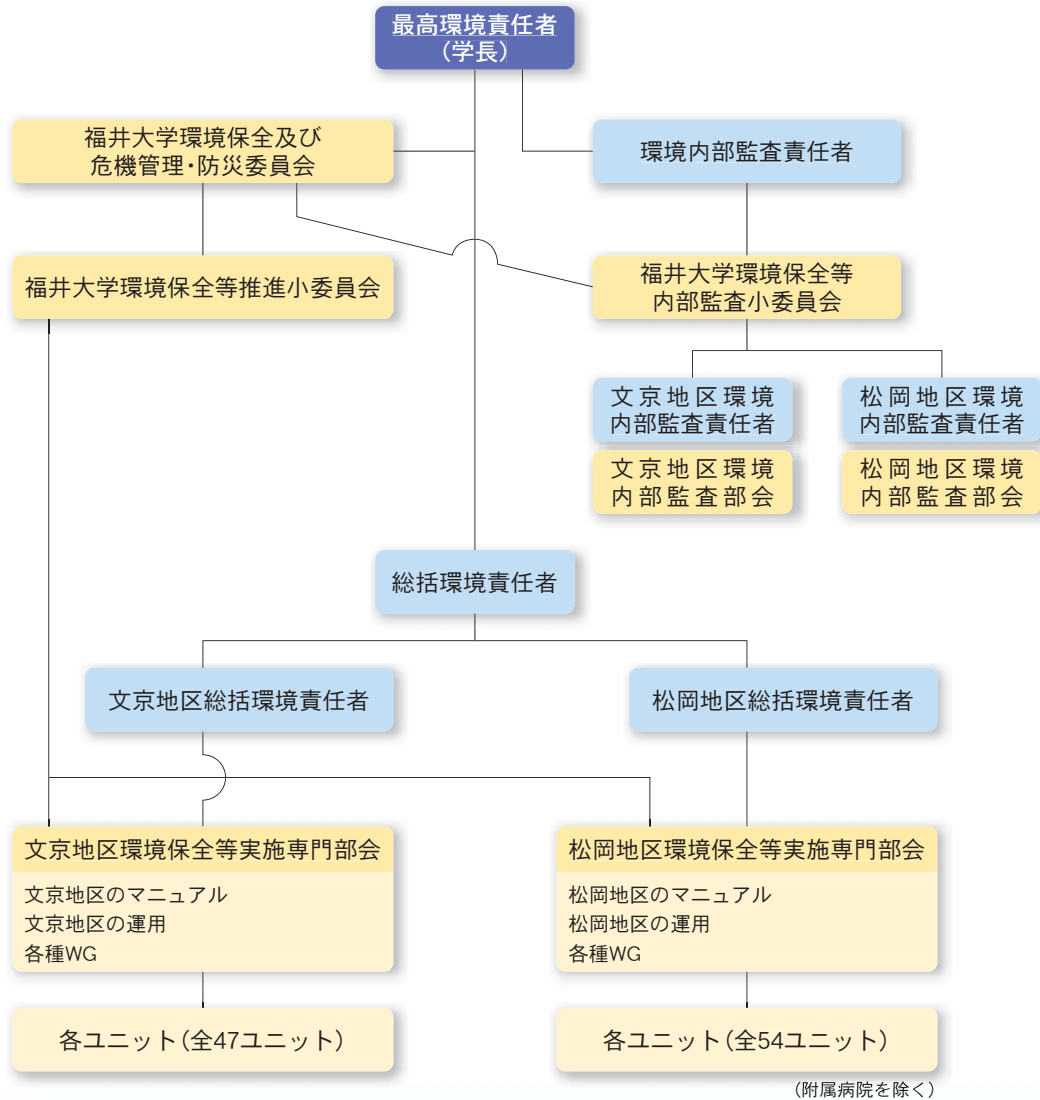 最高環境責任者
（学長）
福井大学環境保全及び
危機管理・防災委員会
環境内部監査責任者
福井大学環境保全等推進小委員会
福井大学環境保全等
内部監査小委員会
文京地区環境
内部監査責任者
松岡地区環境
内部監査責任者
文京地区環境
内部監査部会
松岡地区環境
内部監査部会
総括環境責任者
文京地区総括環境責任者
松岡地区総括環境責任者
文京地区環境保全等実施専門部会
文京地区のマニュアル
文京地区の運用
各種WG
松岡地区環境保全等実施専門部会
松岡地区のマニュアル
松岡地区の運用
各種WG
各ユニット（全47ユニット）
各ユニット（全54ユニット）
（附属病院を除く）